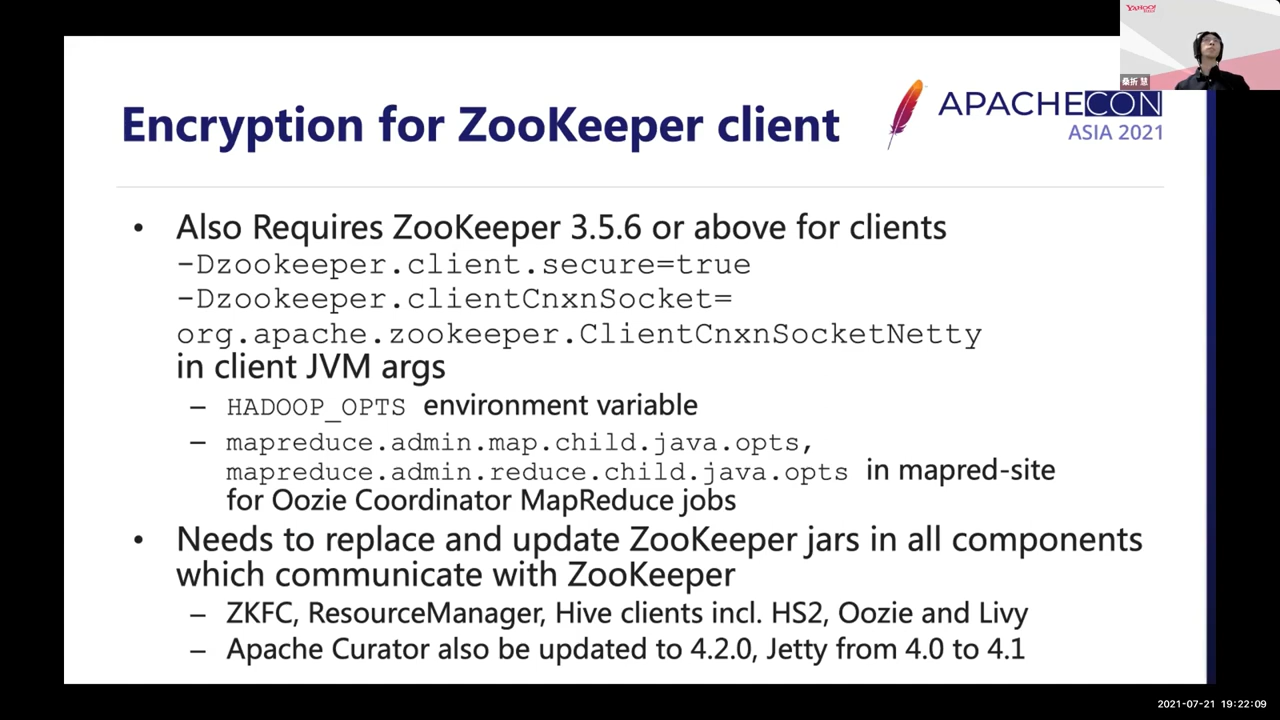 YAHOO!
桑折 慧
Encryption for ZooKeeper client
APACHECON
ASIA 2021
• Also Requires ZooKeeper 3.5.6 or above for clients
-Dzookeeper.client.secure=true
-Dzookeeper.clientCnxnSocket=
org.apache.zookeeper.ClientCnxnSocketNetty
in client JVM args
– HADOOP_OPTS environment variable
– mapreduce.admin.map.child.java.opts,
mapreduce.admin.reduce.child.java.opts in mapred-site
for Oozie Coordinator MapReduce jobs
• Needs to replace and update ZooKeeper jars in all components
which communicate with ZooKeeper
– ZKFC, ResourceManager, Hive clients incl. HS2, Oozie and Livy
– Apache Curator also be updated to 4.2.0, Jetty from 4.0 to 4.1
2021-07-21 19:22:09